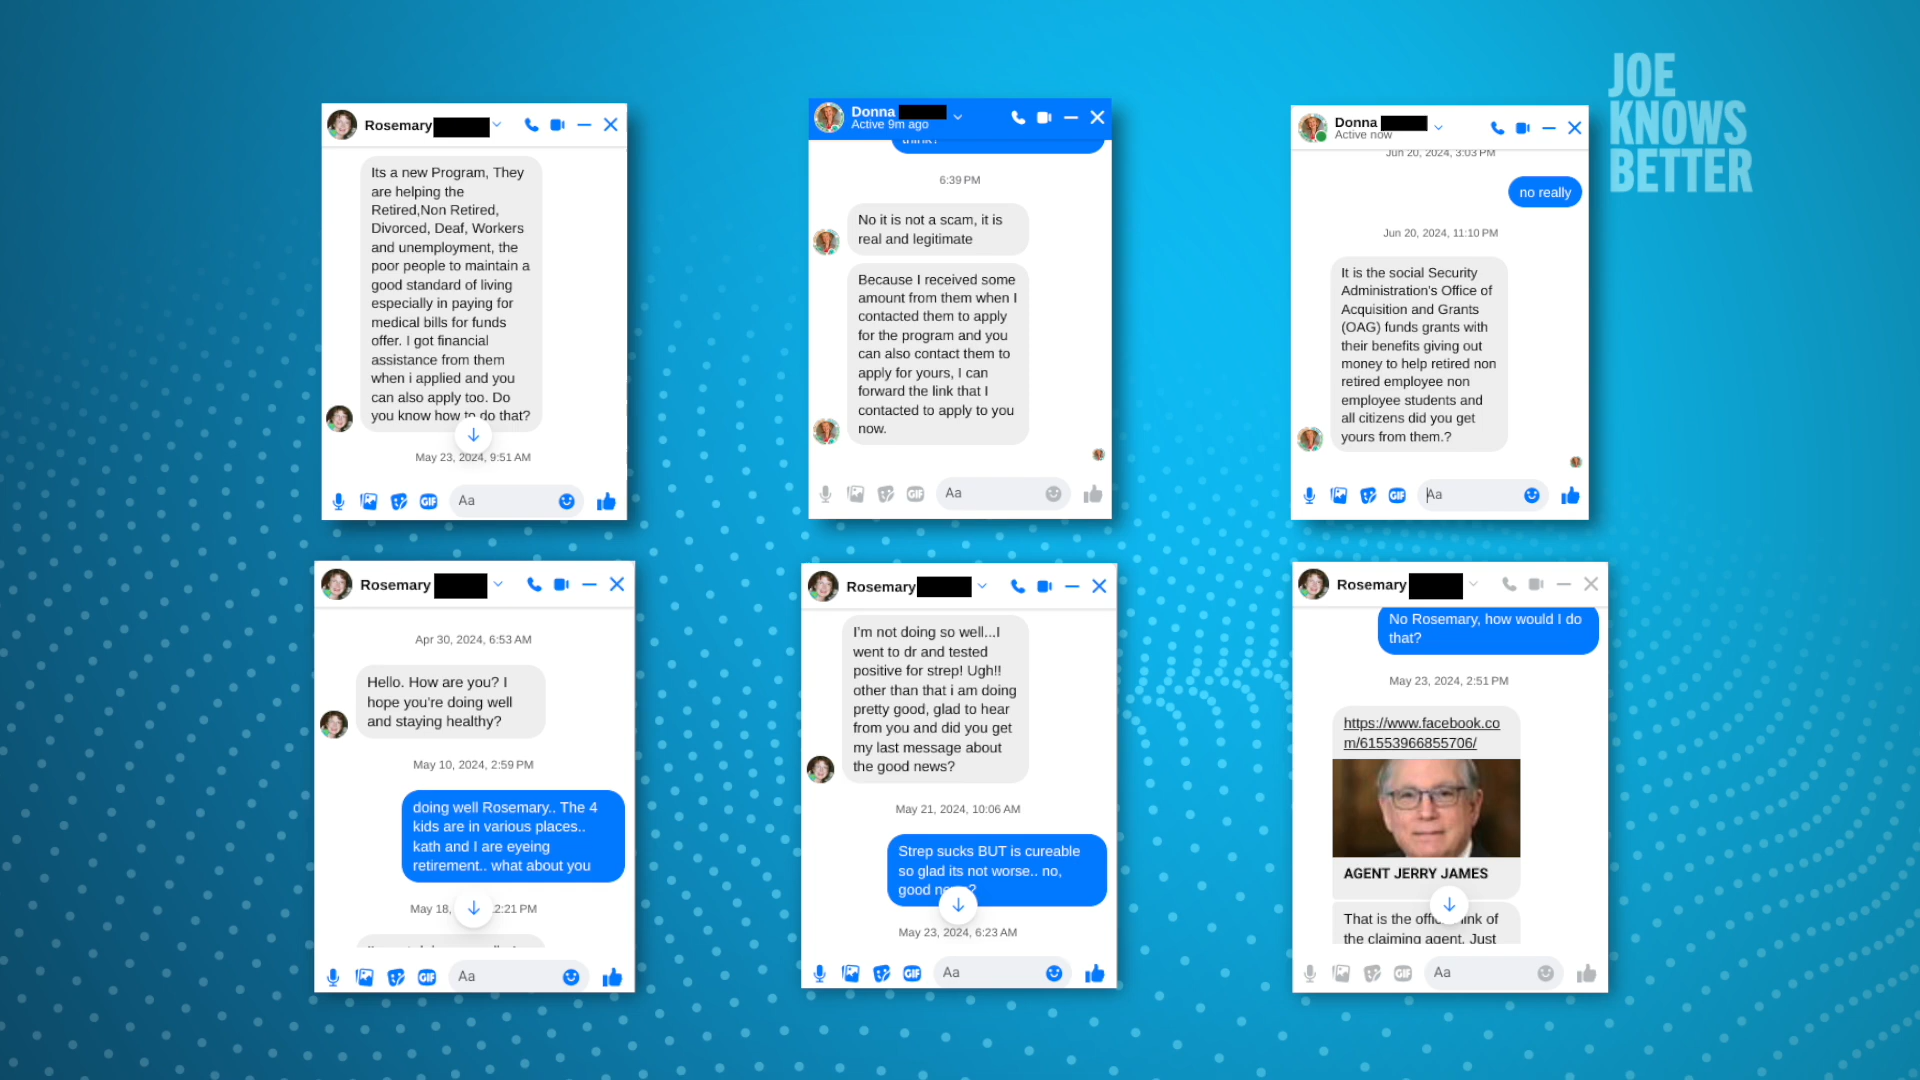 JOE
KNOWS
BETTER
Rosemary
Its a new Program, They
are helping the
Retired,Non Retired,
Divorced, Deaf, Workers
and unemployment, the
poor people to maintain a
good standard of living
especially in paying for
medical bills for funds
offer. I got financial
assistance from them
when i applied and you
can also apply too. Do
you know how to do that?
May 23, 2024, 9:51 AM
GIF
Aa
Donna
Active 9m ago
think?
6:39 PM
No it is not a scam, it is
real and legitimate
Because I received some
amount from them when I
contacted them to apply
for the program and you
can also contact them to
apply for yours, I can
forward the link that I
contacted to apply to you
now.
GIF
Aa
Donna
Active now
Jun 20, 2024, 3:03 PM
no really
Jun 20, 2024, 11:10 PM
It is the social Security
Administration's Office of
Acquisition and Grants
(OAG) funds grants with
their benefits giving out
money to help retired non
retired employee non
employee students and
all citizens did you get
yours from them.?
GIF
Aa
Rosemary
Apr 30, 2024, 6:53 AM
Hello. How are you? I
hope you're doing well
and staying healthy?
May 10, 2024, 2:59 PM
doing well Rosemary.. The 4
kids are in various places..
kath and I are eyeing
retirement.. what about you
May 18, 2:21 PM
GIF
Aa
Rosemary
I'm not doing so well...I
went to dr and tested
positive for strep! Ugh!!
other than that i am doing
pretty good, glad to hear
from you and did you get
my last message about
the good news?
May 21, 2024, 10:06 AM
Strep sucks BUT is cureable
so glad its not worse.. no,
good news?
May 23, 2024, 6:23 AM
GIF
Aa
Rosemary
No Rosemary, how would I do
that?
May 23, 2024, 2:51 PM
https://www.facebook.co
m/61553966855706/
AGENT JERRY JAMES
That is the official link of
the claiming agent. Just
GIF
Aa